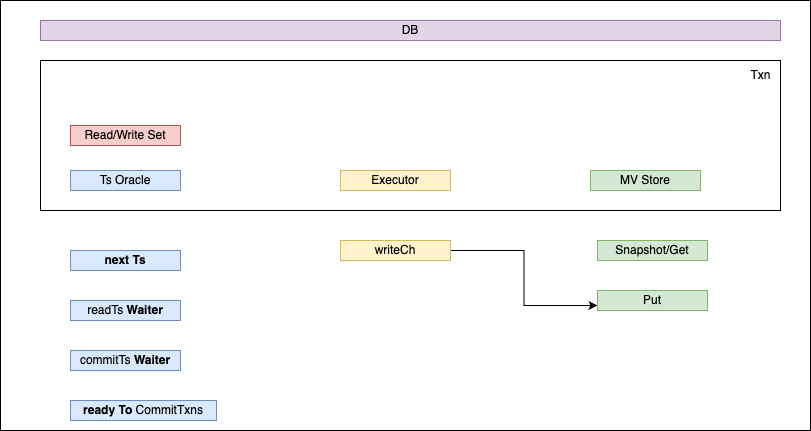 DB
Txn
Read/Write Set
Ts Oracle
Executor
MV Store
writeCh
Snapshot/Get
next Ts
Put
readTs Waiter
commitTs Waiter
ready To CommitTxns